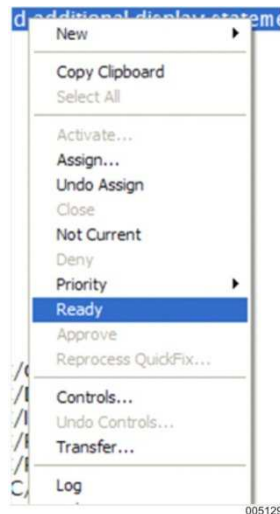 d additional display stateme
New
Copy Clipboard
Select All
Activate...
Assign...
Undo Assign
Close
Not Current
Deny
Priority
Ready
Approve
Reprocess QuickFix...
Controls...
Undo Controls...
Transfer...
Log
005129